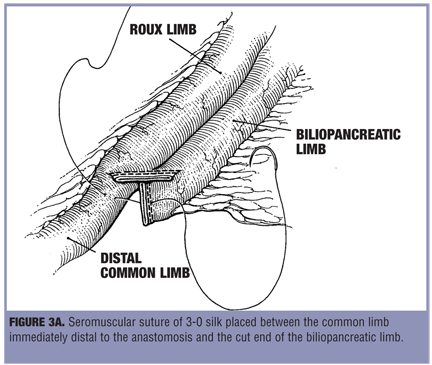 ROUX LIMB
BILIOPANCREATIC
LIMB
DISTAL
COMMON LIMB
FIGURE 3A. Seromuscular suture of 3-0 silk placed between the common limb
immediately distal to the anastomosis and the cut end of the biliopancreatic limb.